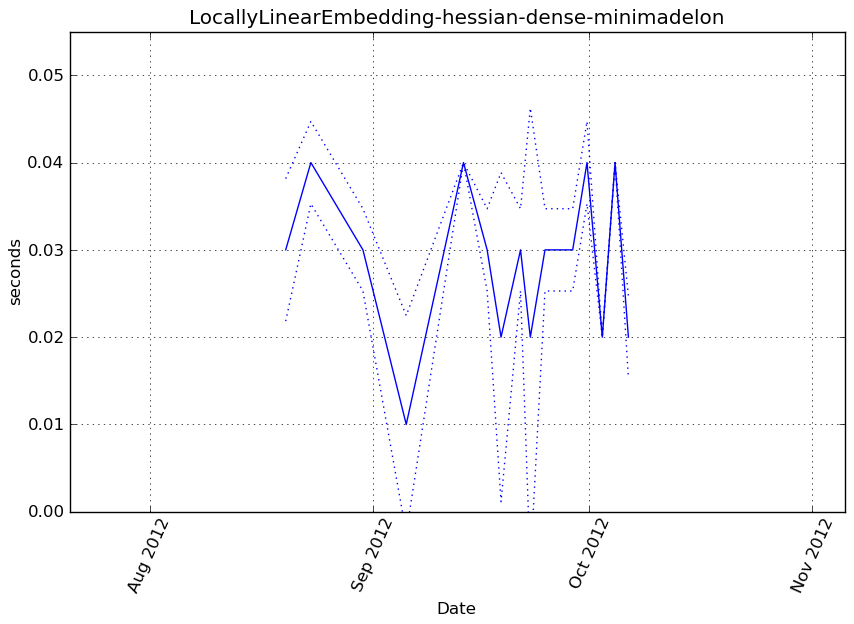 LocallyLinearEmbedding-hessian-dense-minimadelon
0.05
0.04
0.03
0.02
0.01
0.00
seconds
Aug 2012
Sep 2012
Oct 2012
Nov 2012
Date